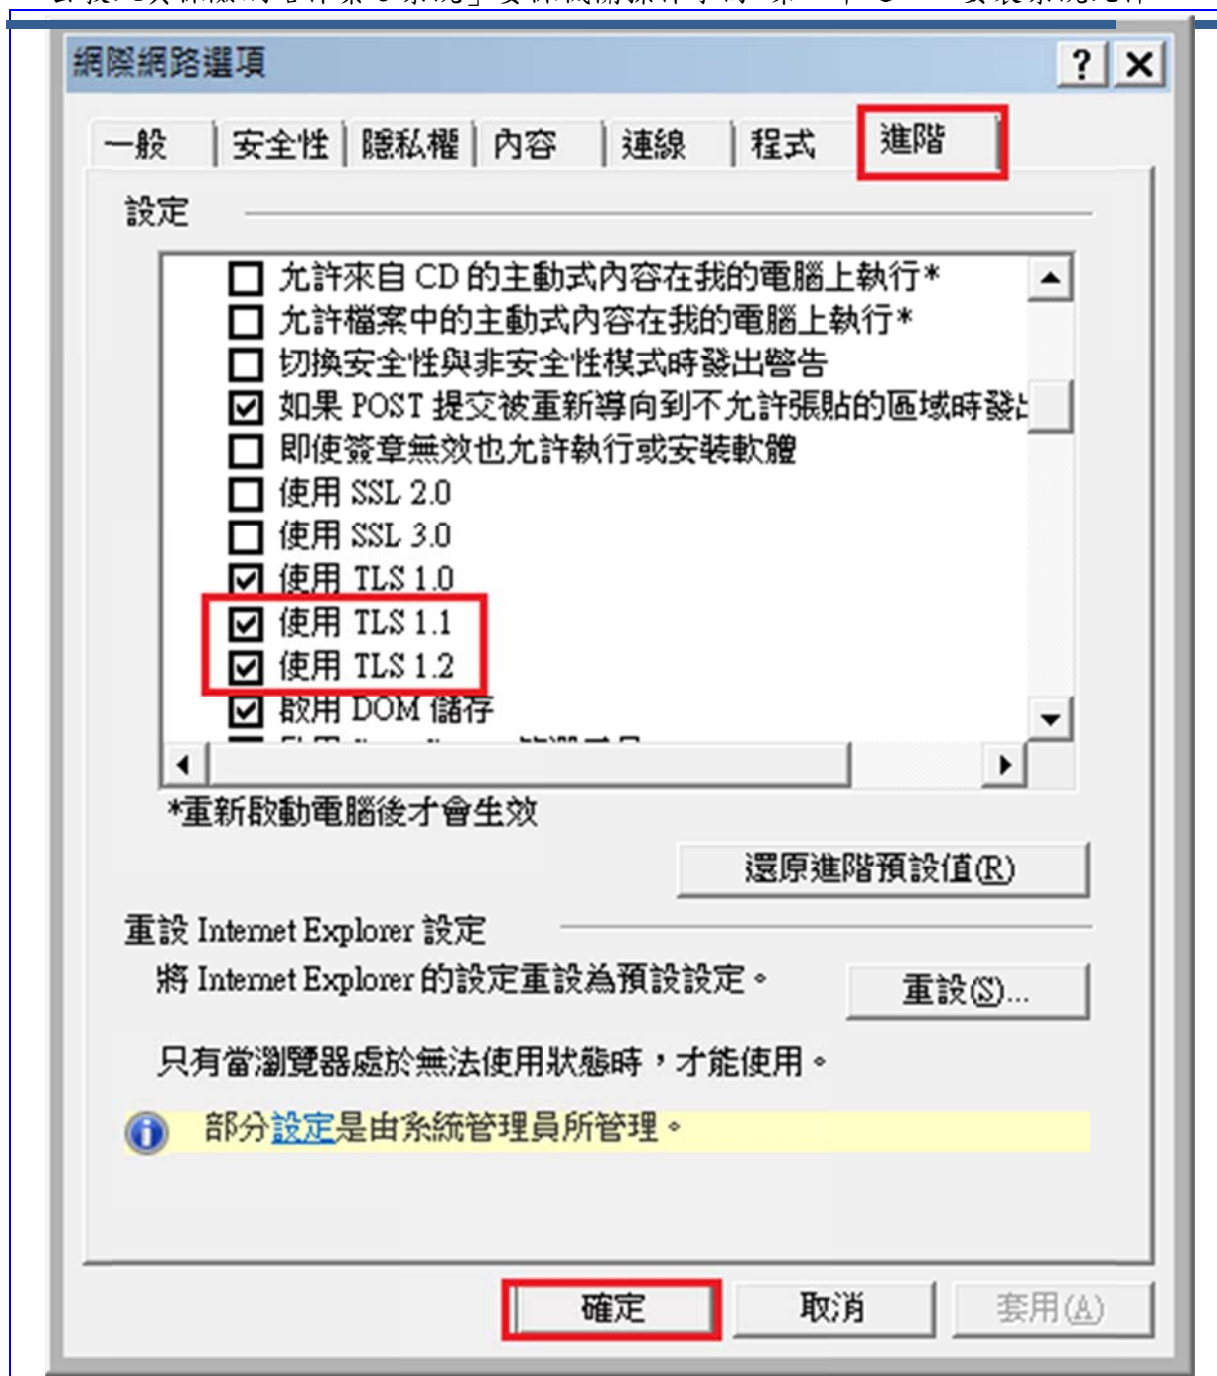 網際網路選項
一般 安全性 隱私權 內容 連線 程式 進階
設定
允許來自 CD 的主動式內容在我的電腦上執行*
允許檔案中的主動式內容在我的電腦上執行*
切換安全性與非安全性模式時發出警告
如果 POST 提交被重新導向到不允許張貼的區域時發
即使簽章無效也允許執行或安裝軟體
使用 SSL 2.0
使用 SSL 3.0
使用 TLS 1.0
使用 TLS 1.1
使用 TLS 1.2
啟用 DOM 儲存
*重新啟動電腦後才會生效
還原進階預設值(R)
重設 Internet Explorer 設定
將 Internet Explorer 的設定重設為預設設定。
重設(S)...
只有當瀏覽器處於無法使用狀態時，才能使用。
部分設定是由系統管理員所管理。
確定 取消 套用(A)